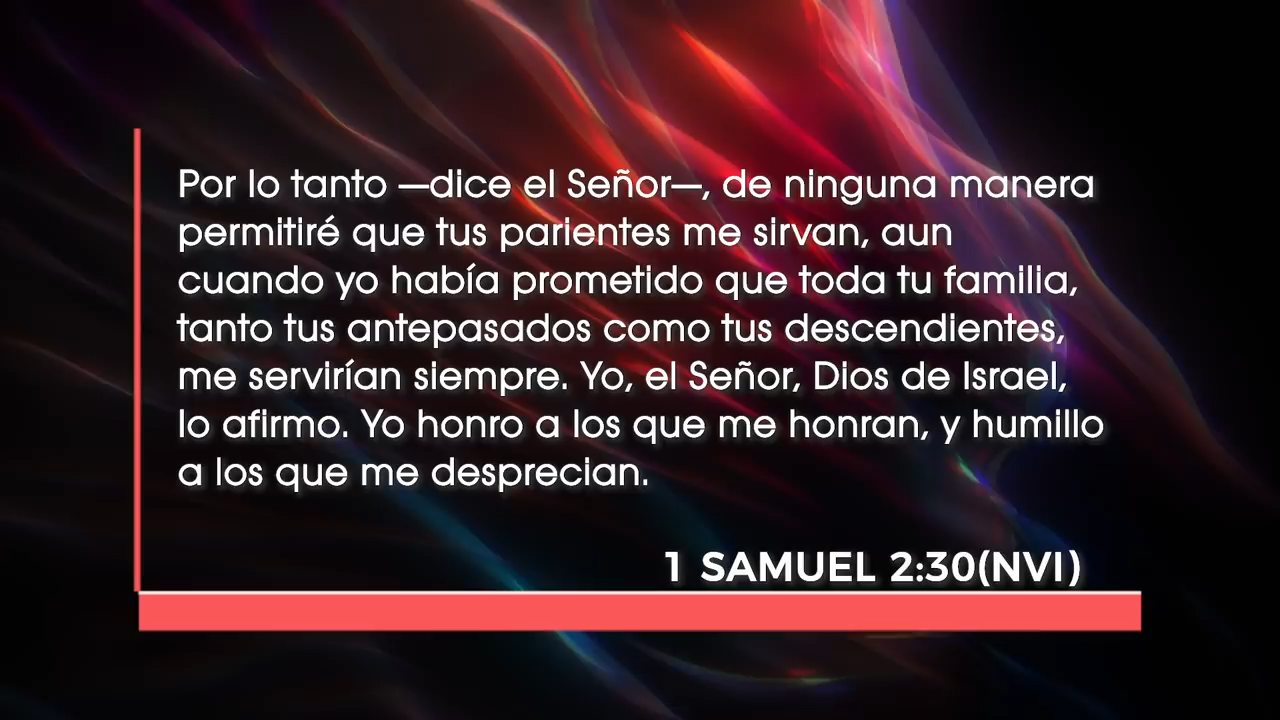 Por lo tanto —dice el Señor—, de ninguna manera
permitiré que tus parientes me sirvan, aun
cuando yo había prometido que toda tu familia,
tanto tus antepasados como tus descendientes,
me servirían siempre. Yo, el Señor, Dios de Israel,
lo afirmo. Yo honro a los que me honran, y humillo
a los que me desprecian.
1 SAMUEL 2:30(NVI)